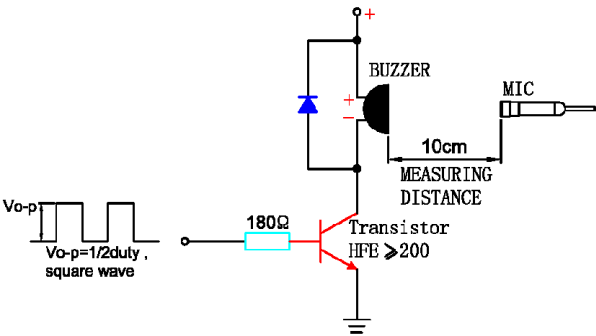 +
BUZZER
+
−
MIC
10cm
MEASURING
DISTANCE
Vo-p
Vo-p=1/2duty ,
square wave
180Ω
Transistor
HFE ⩾200